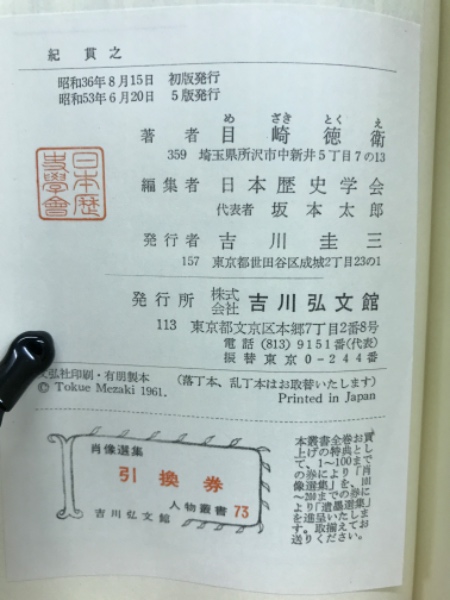 紀貫之
昭和36年8月15日 初版発行
昭和53年6月20日 5版発行
め ざき とく え
著者 目崎徳衛
359 埼玉県所沢市中新井5丁目7の13
日本歴史學會
編集者 日本歴史学会
代表者 坂本太郎
発行者 吉川圭三
157 東京都世田谷区成城2丁目23の1
発行所 株式会社 吉川弘文館
113 東京都文京区本郷7丁目2番8号
電話 (813) 9151番(代表)
振替東京0-244番
弘社印刷・有朋製本 (落丁本、乱丁本はお取替いたします)
© Tokue Mezaki 1961. Printed in Japan
肖像選集
引換券
人物叢書 73
吉川弘文館
本叢書全巻お買
上げの特典とし
て、1~100まで
の券により「肖
像選集」を、
~200までの券に
より「遺墨選集」
を進呈いたしま
す。取揃えてお
送りください。